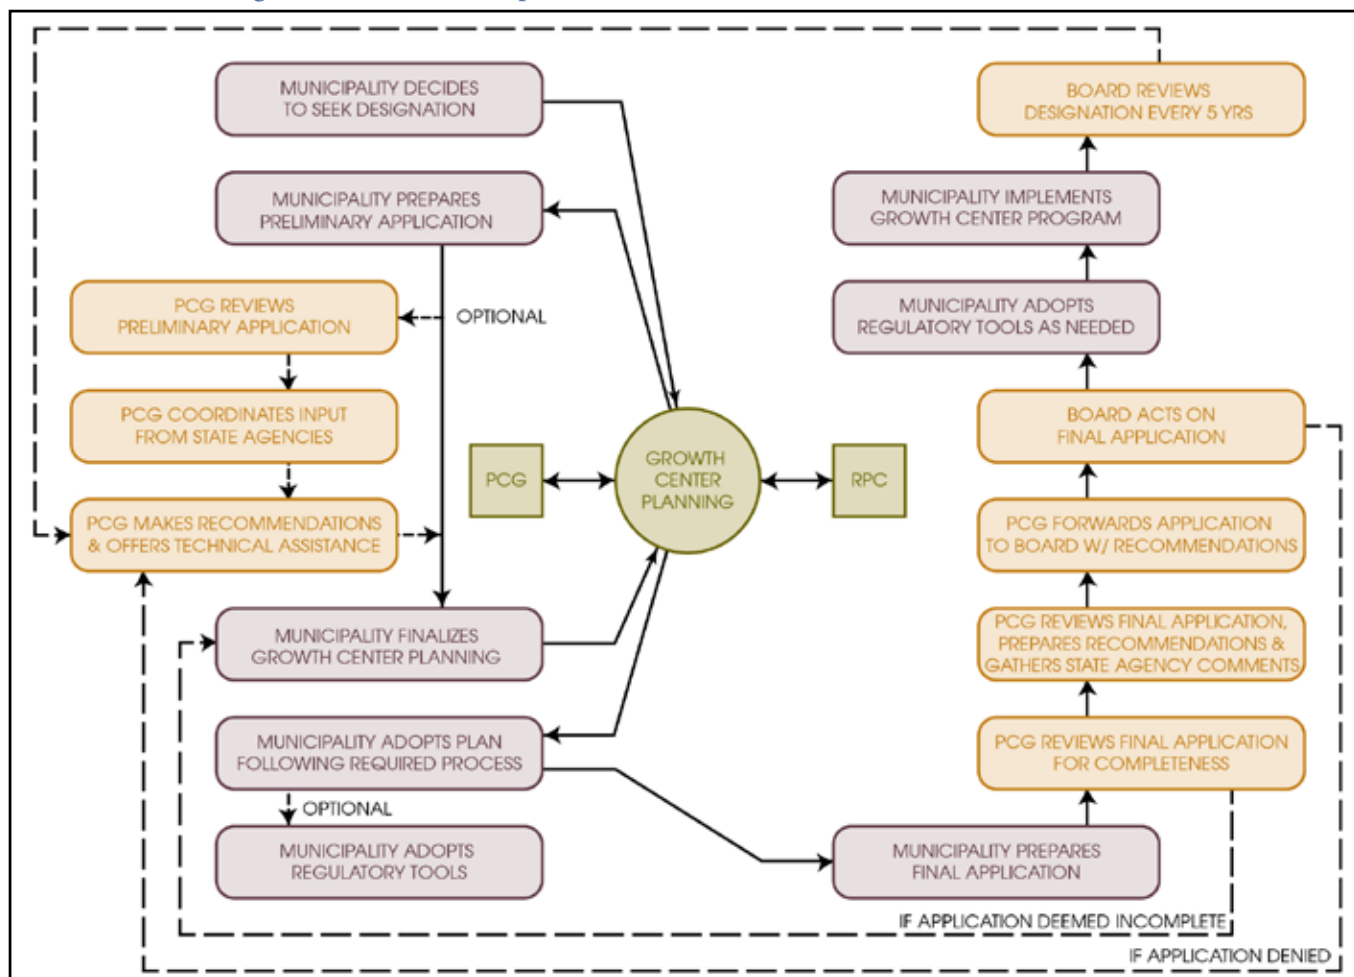 MUNICIPALITY DECIDES
TO SEEK DESIGNATION
MUNICIPALITY PREPARES
PRELIMINARY APPLICATION
PCG REVIEWS
PRELIMINARY APPLICATION
OPTIONAL
PCG COORDINATES INPUT
FROM STATE AGENCIES
PCG MAKES RECOMMENDATIONS
& OFFERS TECHNICAL ASSISTANCE
MUNICIPALITY FINALIZES
GROWTH CENTER PLANNING
MUNICIPALITY ADOPTS PLAN
FOLLOWING REQUIRED PROCESS
OPTIONAL
MUNICIPALITY ADOPTS
REGULATORY TOOLS
PCG
GROWTH
CENTER
PLANNING
RPC
BOARD REVIEWS
DESIGNATION EVERY 5 YRS
MUNICIPALITY IMPLEMENTS
GROWTH CENTER PROGRAM
MUNICIPALITY ADOPTS
REGULATORY TOOLS AS NEEDED
BOARD ACTS ON
FINAL APPLICATION
PCG FORWARDS APPLICATION
TO BOARD W/ RECOMMENDATIONS
PCG REVIEWS FINAL APPLICATION,
PREPARES RECOMMENDATIONS &
GATHERS STATE AGENCY COMMENTS
PCG REVIEWS FINAL APPLICATION
FOR COMPLETENESS
MUNICIPALITY PREPARES
FINAL APPLICATION
IF APPLICATION DEEMED INCOMPLETE
IF APPLICATION DENIED